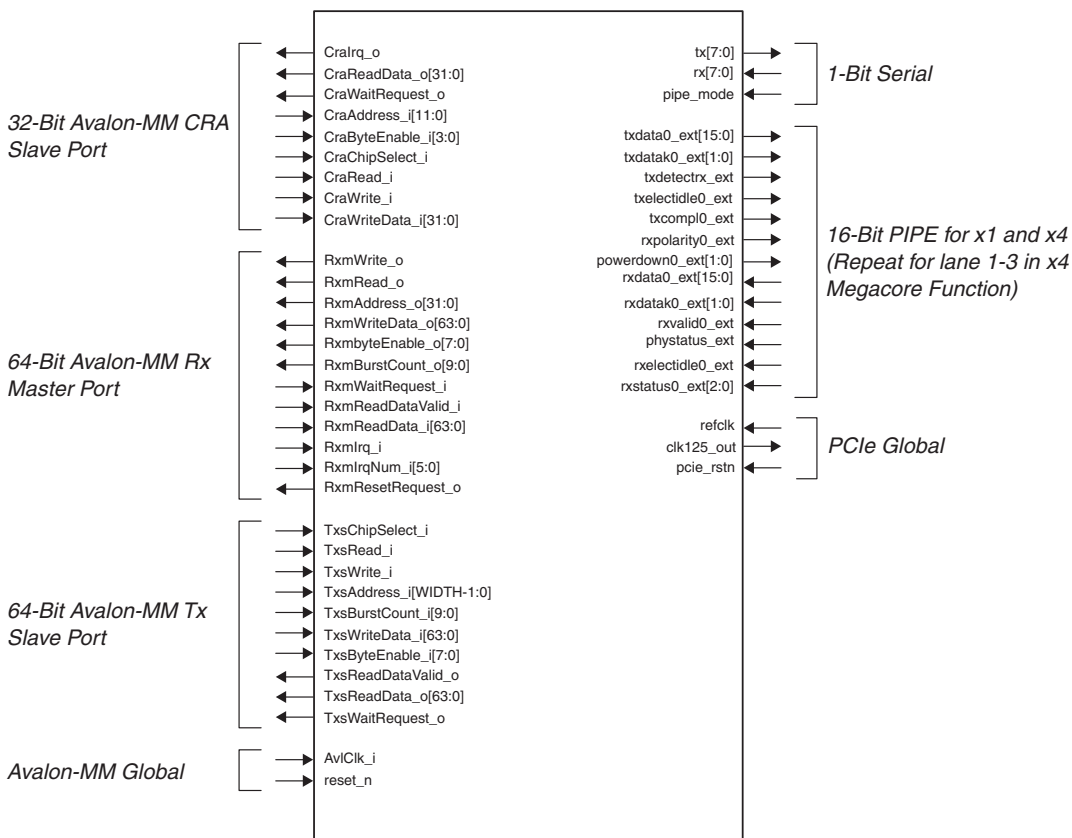 32-Bit Avalon-MM CRA
Slave Port
CraIrq_o
CraReadData_o[31:0]
CraWaitRequest_o
CraAddress_i[11:0]
CraByteEnable_i[3:0]
CraChipSelect_i
CraRead_i
CraWrite_i
CraWriteData_i[31:0]
64-Bit Avalon-MM Rx
Master Port
RxmWrite_o
RxmRead_o
RxmAddress_o[31:0]
RxmWriteData_o[63:0]
RxmbyteEnable_o[7:0]
RxmBurstCount_o[9:0]
RxmWaitRequest_i
RxmReadDataValid_i
RxmReadData_i[63:0]
RxmIrq_i
RxmIrqNum_i[5:0]
RxmResetRequest_o
64-Bit Avalon-MM Tx
Slave Port
TxsChipSelect_i
TxsRead_i
TxsWrite_i
TxsAddress_i[WIDTH-1:0]
TxsBurstCount_i[9:0]
TxsWriteData_i[63:0]
TxsByteEnable_i[7:0]
TxsReadDataValid_o
TxsReadData_o[63:0]
TxsWaitRequest_o
Avalon-MM Global
AvlClk_i
reset_n
tx[7:0]
rx[7:0]
pipe_mode
1-Bit Serial
txdata0_ext[15:0]
txdatak0_ext[1:0]
txdetectrx_ext
txelectidle0_ext
txcompl0_ext
rxpolarity0_ext
powerdown0_ext[1:0]
rxdata0_ext[15:0]
rxdatak0_ext[1:0]
rxvalid0_ext
phystatus_ext
rxelectidle0_ext
rxstatus0_ext[2:0]
16-Bit PIPE for x1 and x4
(Repeat for lane 1-3 in x4
Megacore Function)
refclk
clk125_out
pcie_rstn
PCIe Global